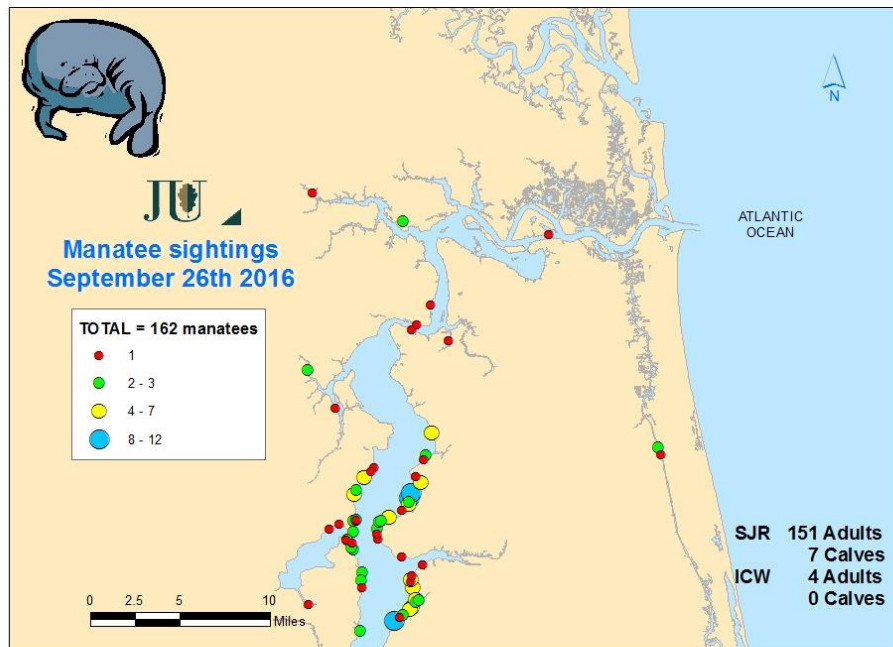 N
ATLANTIC
OCEAN
JU
Manatee sightings
September 26th 2016
TOTAL = 162 manatees
1
2 - 3
4 - 7
8 - 12
SJR 151 Adults
7 Calves
ICW 4 Adults
0 Calves
0 2.5 5 10
Miles